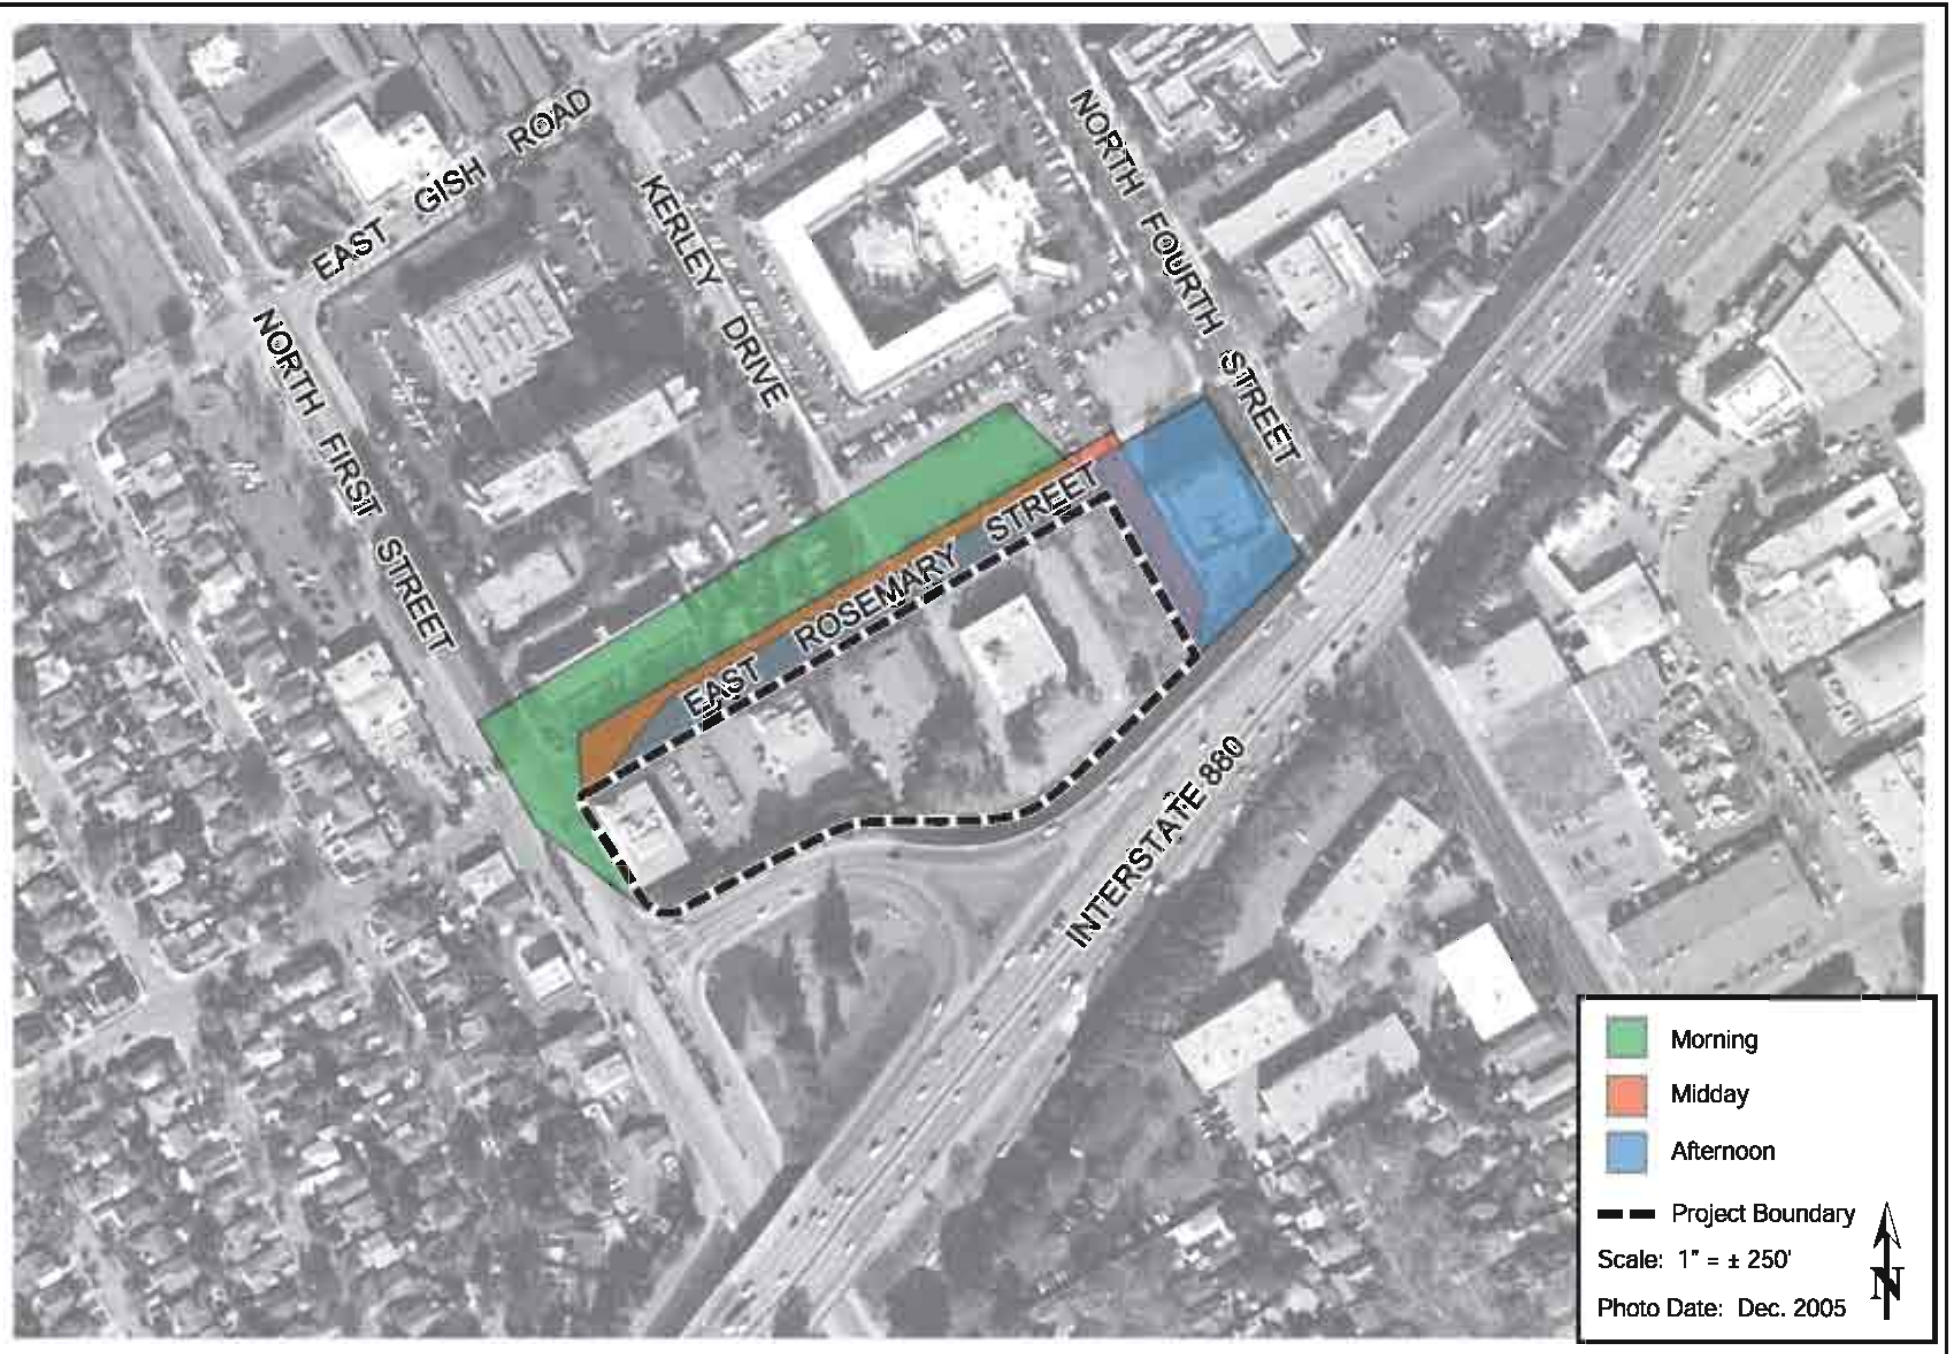 EAST GISH ROAD
NORTH FOURTH STREET
KERLEY DRIVE
NORTH FIRST STREET
EAST ROSEMARY STREET
INTERSTATE 880
Morning
Midday
Afternoon
Project Boundary
Scale: 1" = ± 250'
N
Photo Date: Dec. 2005